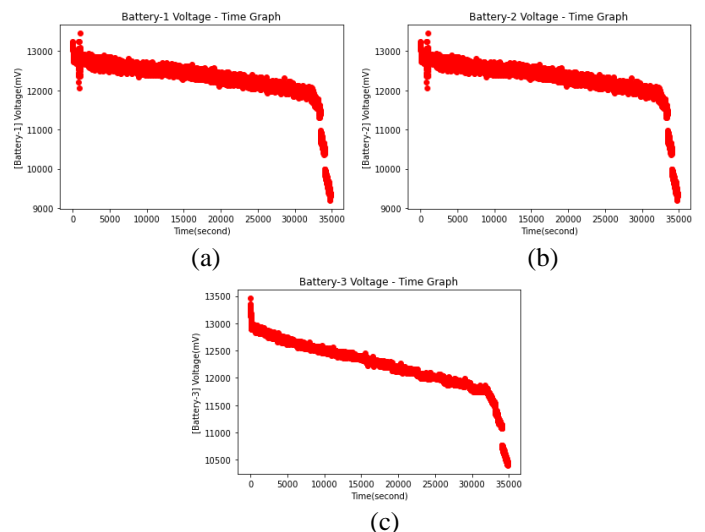 Battery-1 Voltage - Time Graph
[Battery-1] Voltage(mV)
13000
12000
11000
10000
9000
0 5000 10000 15000 20000 25000 30000 35000
Time(second)
(a)
Battery-2 Voltage - Time Graph
[Battery-2] Voltage(mV)
13000
12000
11000
10000
9000
0 5000 10000 15000 20000 25000 30000 35000
Time(second)
(b)
Battery-3 Voltage - Time Graph
[Battery-3] Voltage(mV)
13500
13000
12500
12000
11500
11000
10500
0 5000 10000 15000 20000 25000 30000 35000
Time(second)
(c)